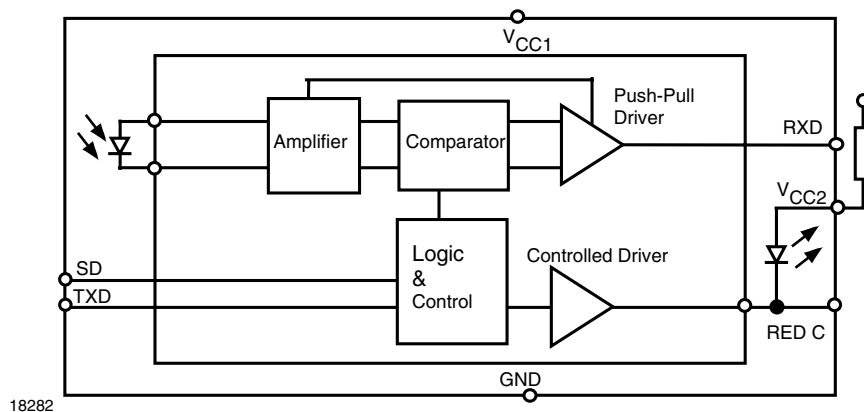 VCC1
Push-Pull
Driver
Amplifier
Comparator
RXD
VCC2
Logic
&
Control
Controlled Driver
SD
TXD
RED C
GND
18282